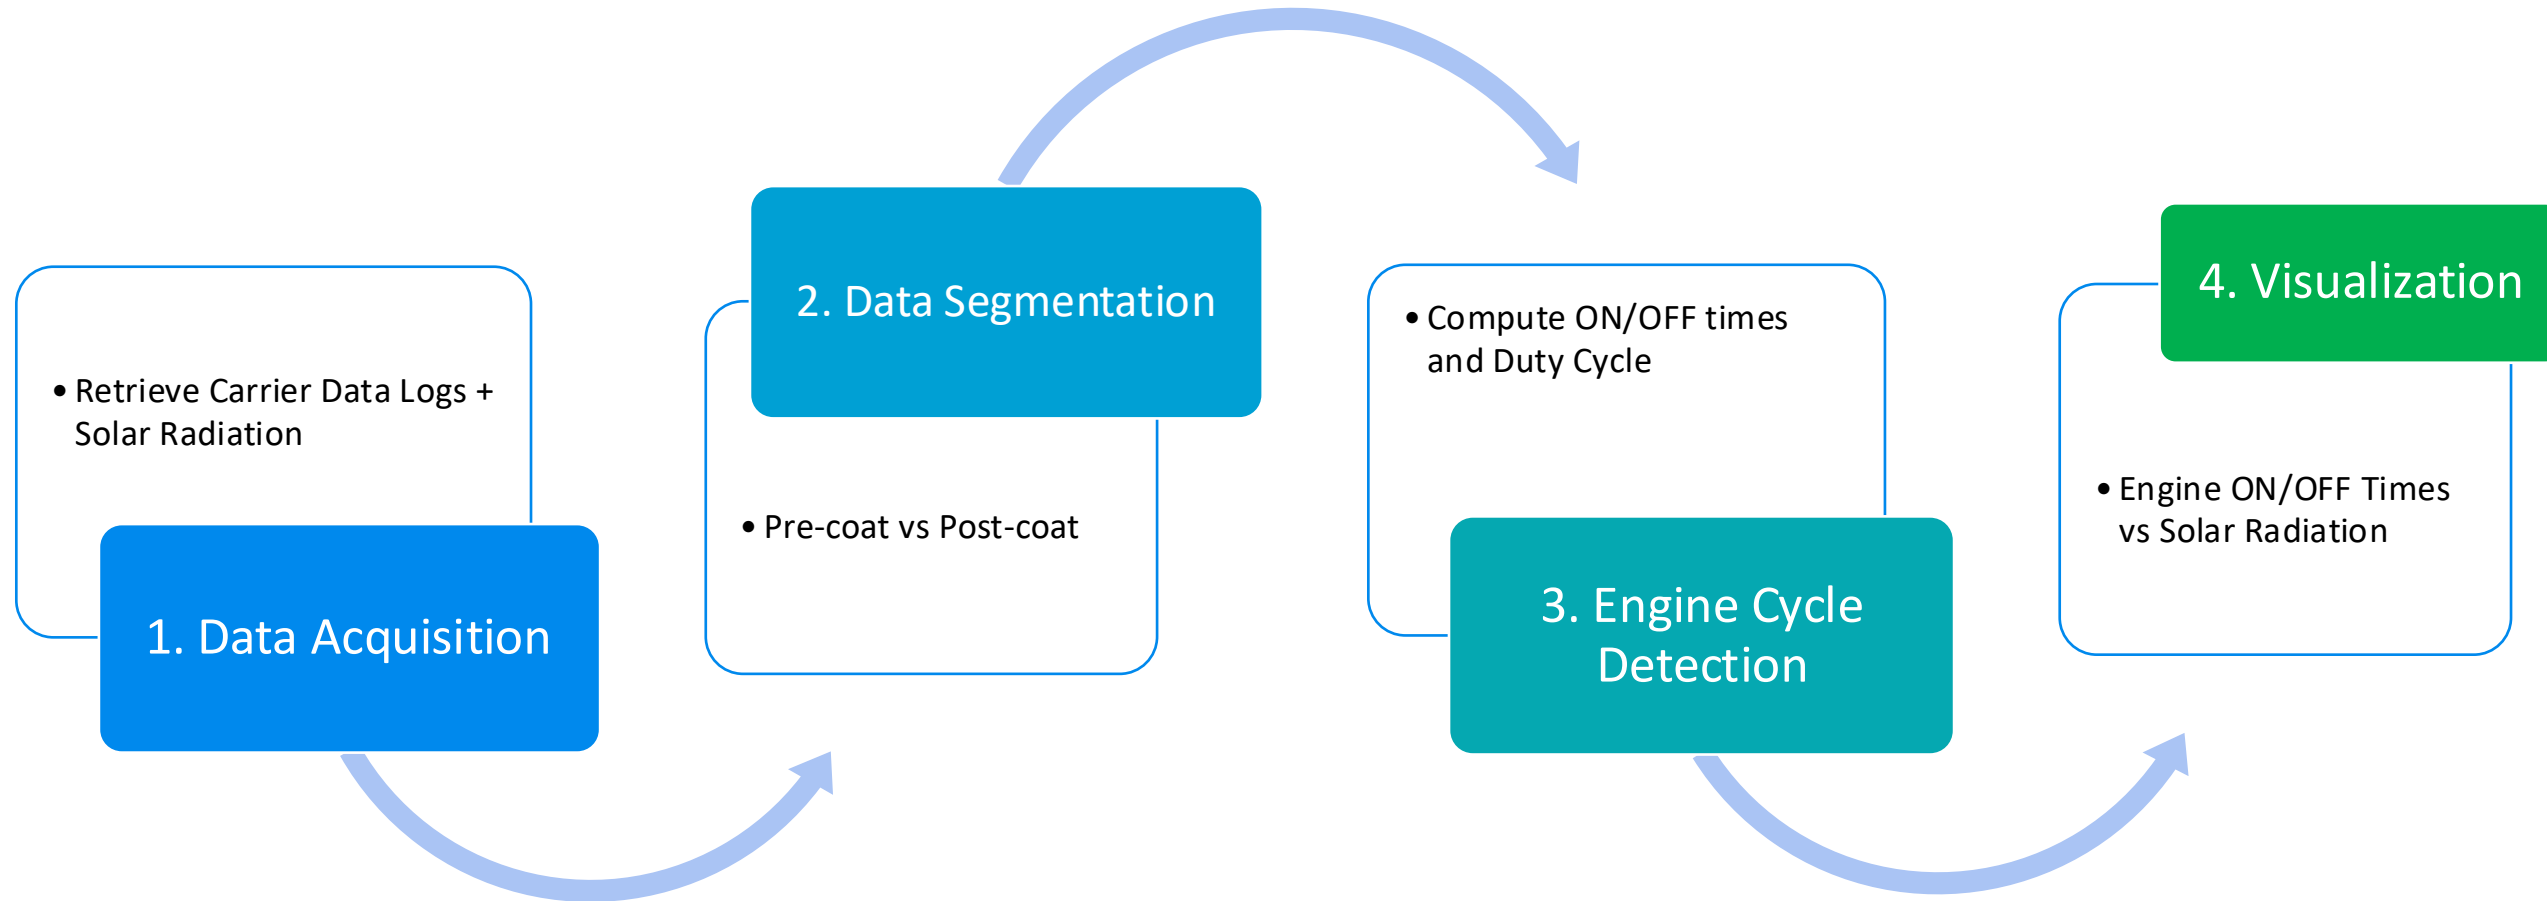 • Retrieve Carrier Data Logs +
Solar Radiation
1. Data Acquisition
2. Data Segmentation
• Pre-coat vs Post-coat
• Compute ON/OFF times
and Duty Cycle
3. Engine Cycle
Detection
4. Visualization
• Engine ON/OFF Times
vs Solar Radiation